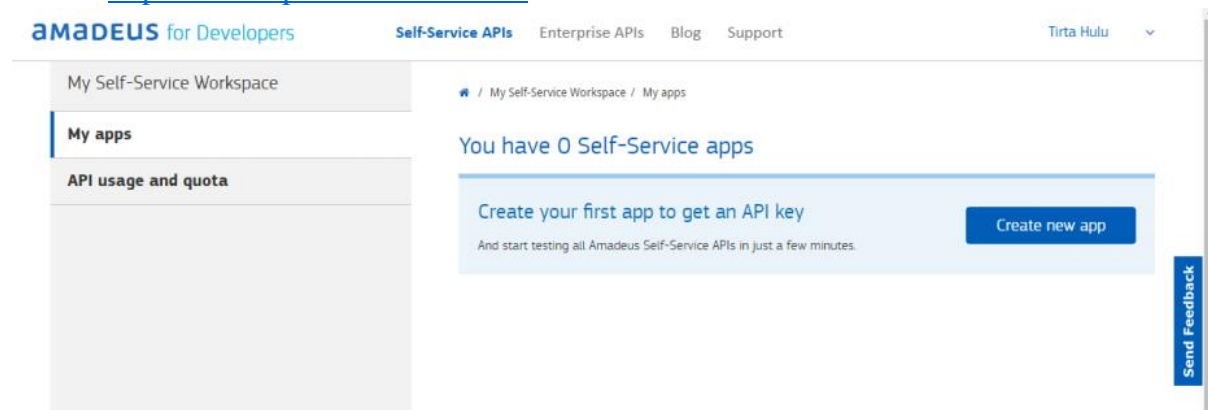 amadeus for Developers Self-Service APIs Enterprise APIs Blog Support Tirta Hulu
My Self-Service Workspace
/ My Self-Service Workspace / My apps
My apps
You have 0 Self-Service apps
API usage and quota
Create your first app to get an API key
Create new app
And start testing all Amadeus Self-Service APIs in just a few minutes.
Send Feedback